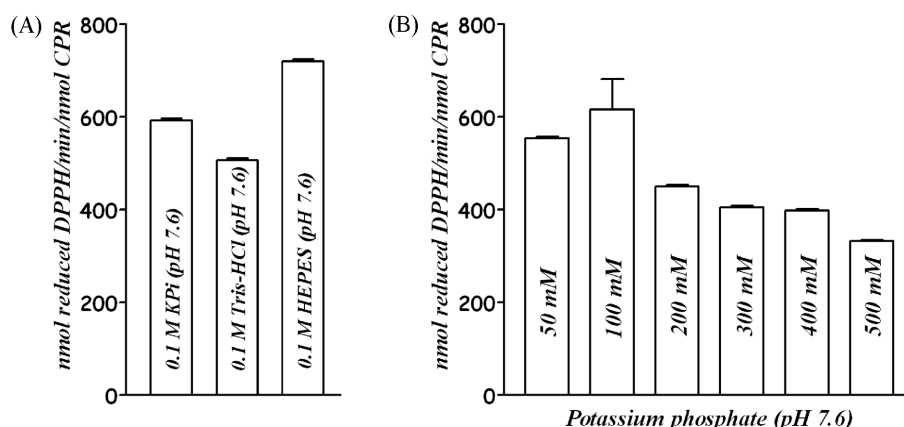 (A)
nmol reduced DPPH/min/nmol CPR
800
600
400
200
0
0.1 M KPi (pH 7.6)
0.1 M Tris-HCl (pH 7.6)
0.1 M HEPES (pH 7.6)
(B)
nmol reduced DPPH/min/nmol CPR
800
600
400
200
0
50 mM
100 mM
200 mM
300 mM
400 mM
500 mM
Potassium phosphate (pH 7.6)